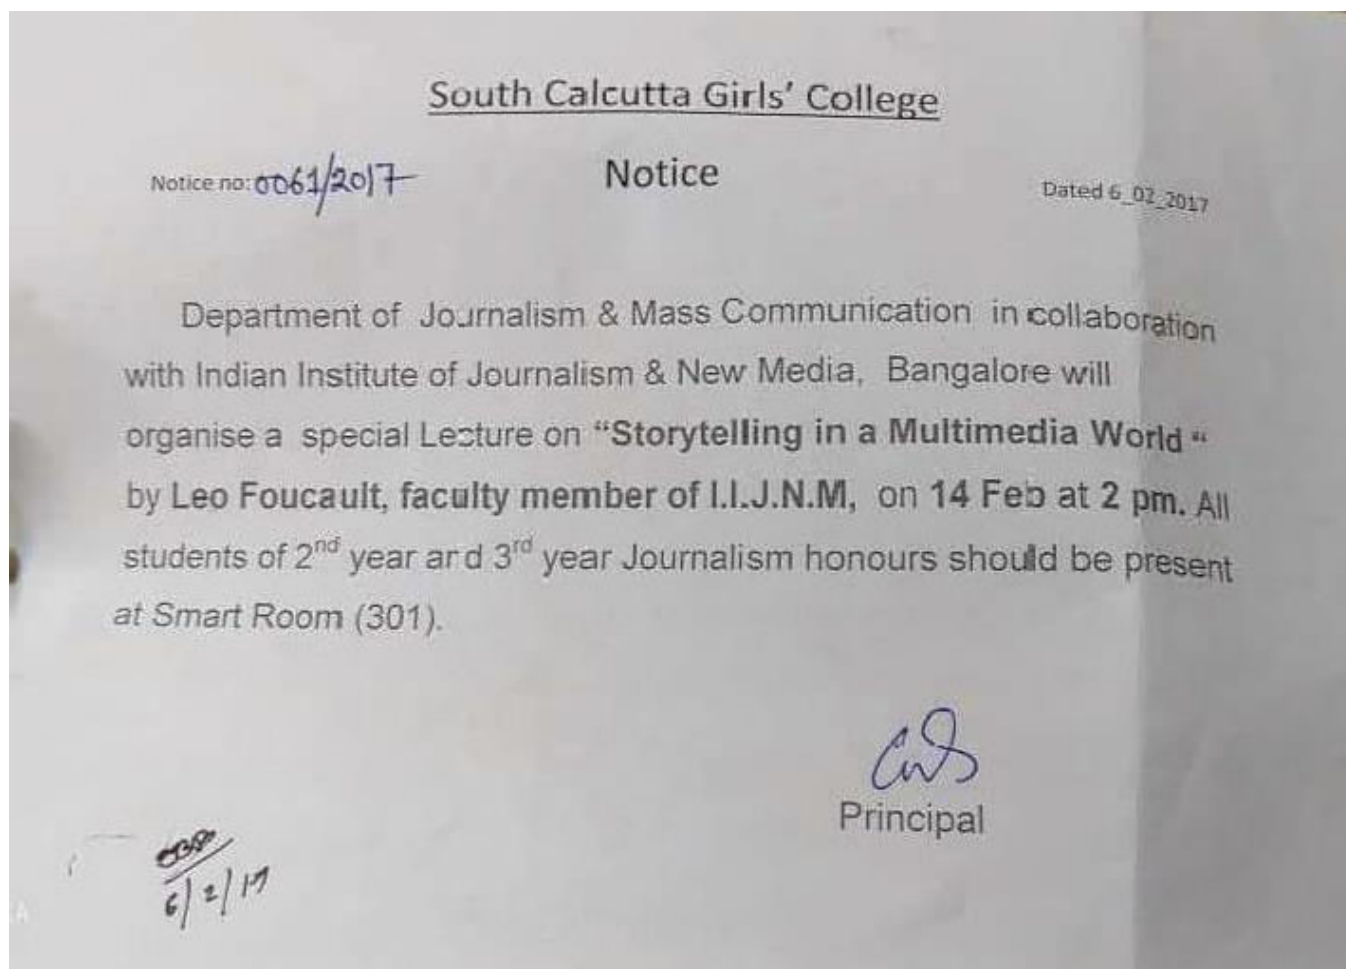 South Calcutta Girls' College
Notice no: 0061/2017 Notice Dated 6_02_2017
Department of Journalism & Mass Communication in collaboration
with Indian Institute of Journalism & New Media, Bangalore will
organise a special Lecture on “Storytelling in a Multimedia World “
by Leo Foucault, faculty member of I.I.J.N.M, on 14 Feb at 2 pm. All
students of 2nd year and 3rd year Journalism honours should be present
at Smart Room (301).
Principal
6/2/17